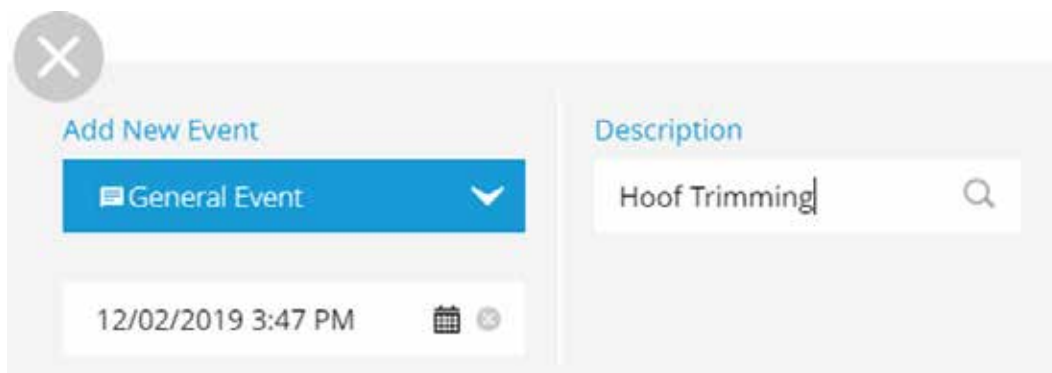 Add New Event
General Event
12/02/2019 3:47 PM
Description
Hoof Trimming